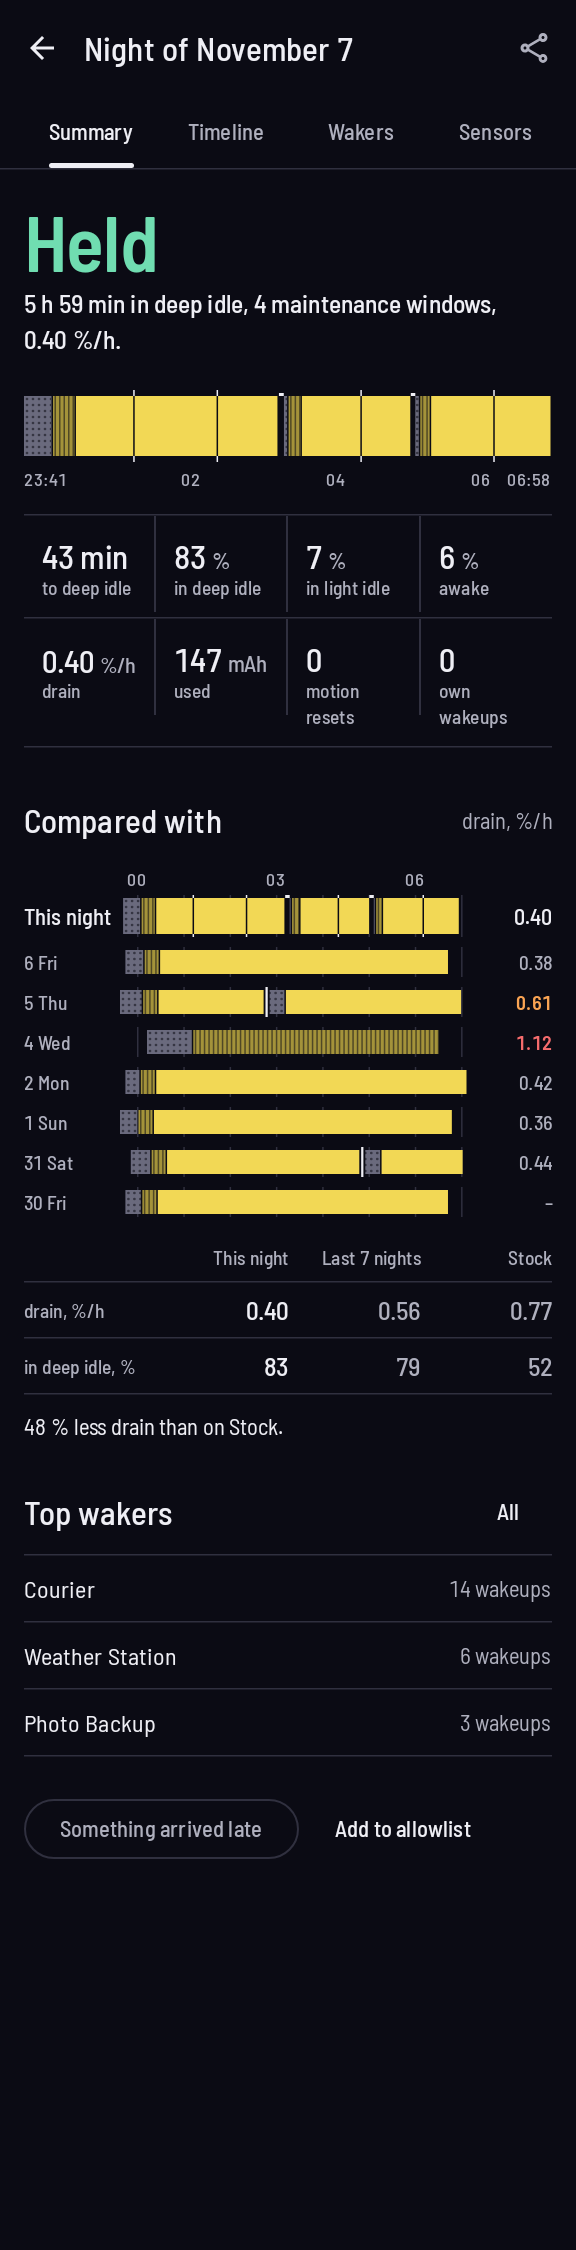 Night of November 7
Summary Timeline Wakers Sensors
Held
5 h 59 min in deep idle, 4 maintenance windows,
0.40 %/h.
23:41 02 04 06 06:58
43 min 83 % 7 % 6 %
to deep idle in deep idle in light idle awake
0.40 %/h 147 mAh 0 0
drain used motion own
resets wakeups
Compared with drain, %/h
00 03 06
This night 0.40
6 Fri 0.38
5 Thu 0.61
4 Wed 1.12
2 Mon 0.42
1 Sun 0.36
31 Sat 0.44
30 Fri –
This night Last 7 nights Stock
drain, %/h 0.40 0.56 0.77
in deep idle, % 83 79 52
48 % less drain than on Stock.
Top wakers All
Courier 14 wakeups
Weather Station 6 wakeups
Photo Backup 3 wakeups
Something arrived late Add to allowlist